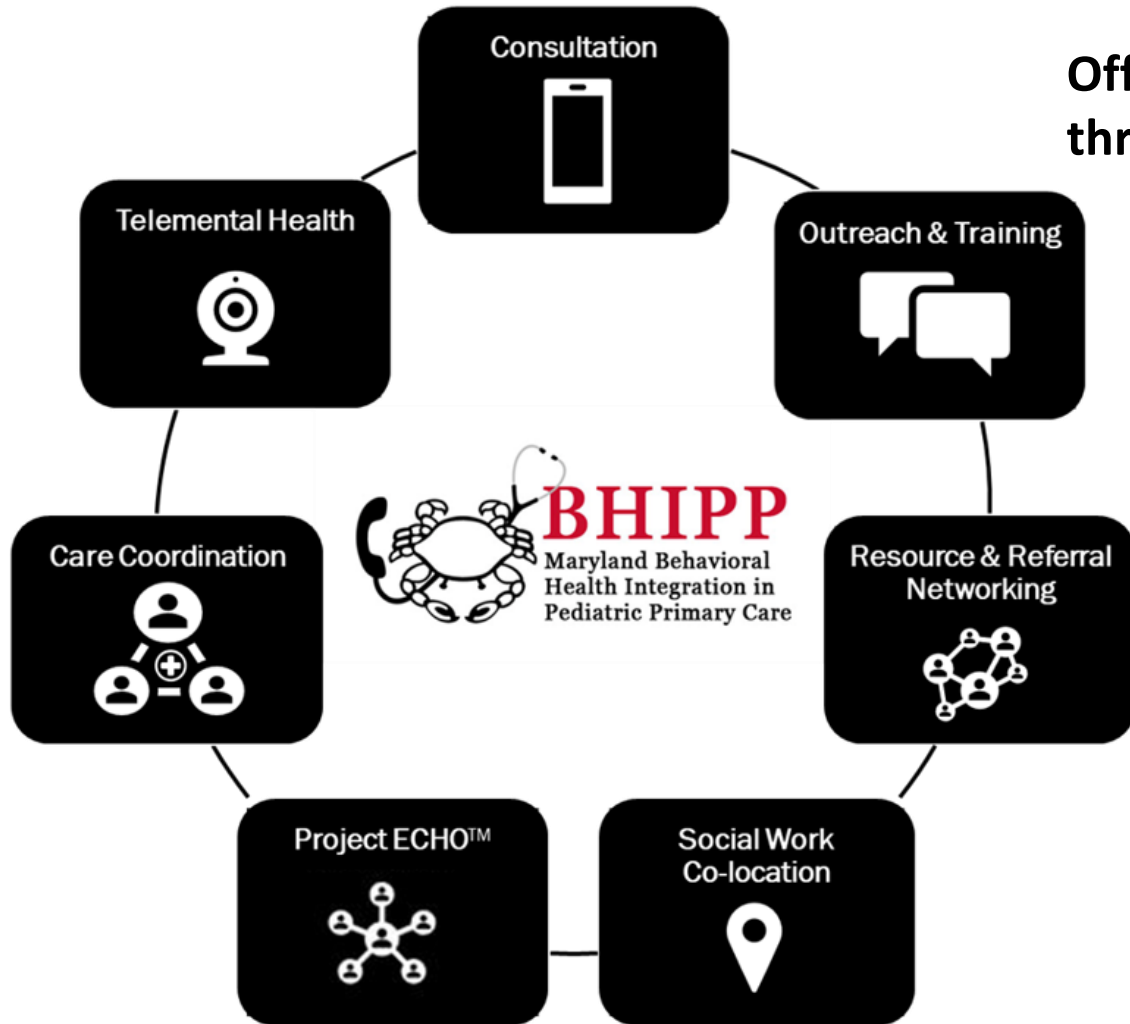 Consultation
Outreach & Training
Resource & Referral
Networking
Social Work
Co-location
Project ECHO™
Care Coordination
Telemental Health
BHIPP
Maryland Behavioral
Health Integration in
Pediatric Primary Care